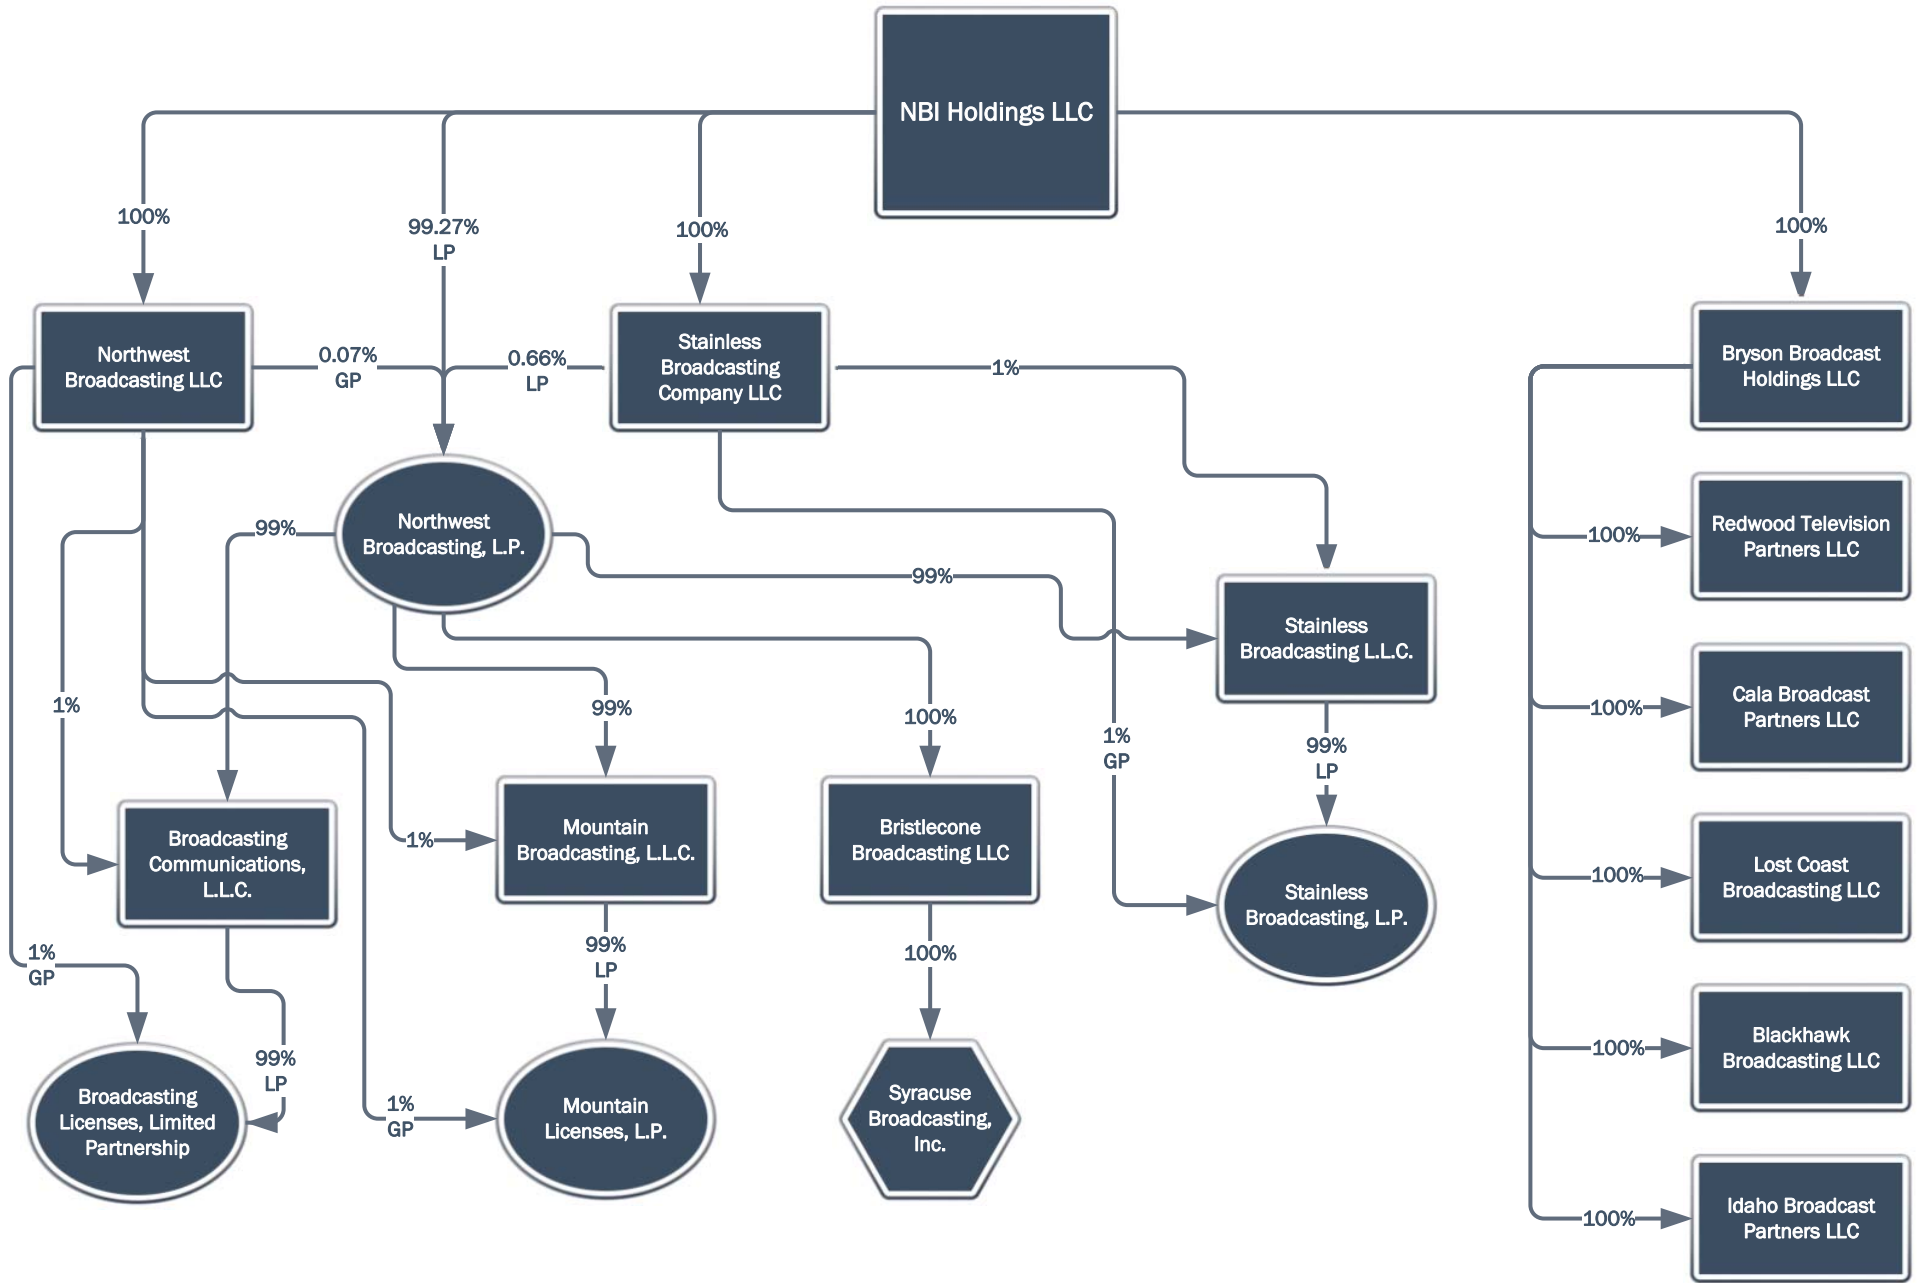 NBI Holdings LLC
100%
99.27%
LP
100%
100%
Northwest
Broadcasting LLC
0.07%
GP
0.66%
LP
Stainless
Broadcasting
Company LLC
1%
Bryson Broadcast
Holdings LLC
99%
Northwest
Broadcasting, L.P.
99%
100%
Redwood Television
Partners LLC
Stainless
Broadcasting L.L.C.
1%
99%
100%
1%
GP
99%
LP
100%
Cala Broadcast
Partners LLC
Broadcasting
Communications,
L.L.C.
1%
Mountain
Broadcasting, L.L.C.
Bristlecone
Broadcasting LLC
Stainless
Broadcasting, L.P.
100%
Lost Coast
Broadcasting LLC
1%
GP
99%
LP
100%
99%
LP
100%
Blackhawk
Broadcasting LLC
Broadcasting
Licenses, Limited
Partnership
1%
GP
Mountain
Licenses, L.P.
Syracuse
Broadcasting,
Inc.
100%
Idaho Broadcast
Partners LLC